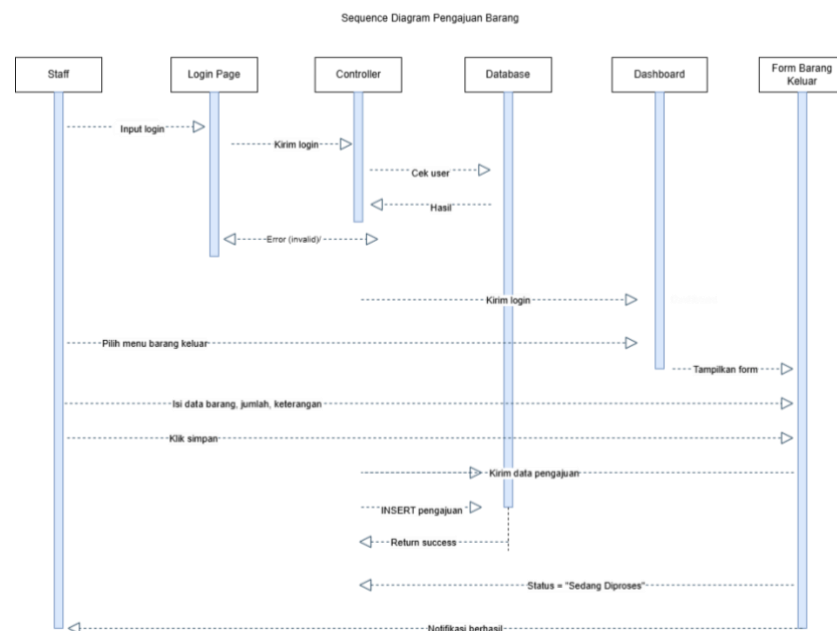 Sequence Diagram Pengajuan Barang
Staff
Login Page
Controller
Database
Dashboard
Form Barang
Keluar
Input login
Kirim login
Cek user
Hasil
Error (invalid)/
Kirim login
Pilih menu barang keluar
Tampilkan form
Isi data barang, jumlah, keterangan
Klik simpan
Kirim data pengajuan
INSERT pengajuan
Return success
Status = "Sedang Diproses"
Notifikasi berhasil